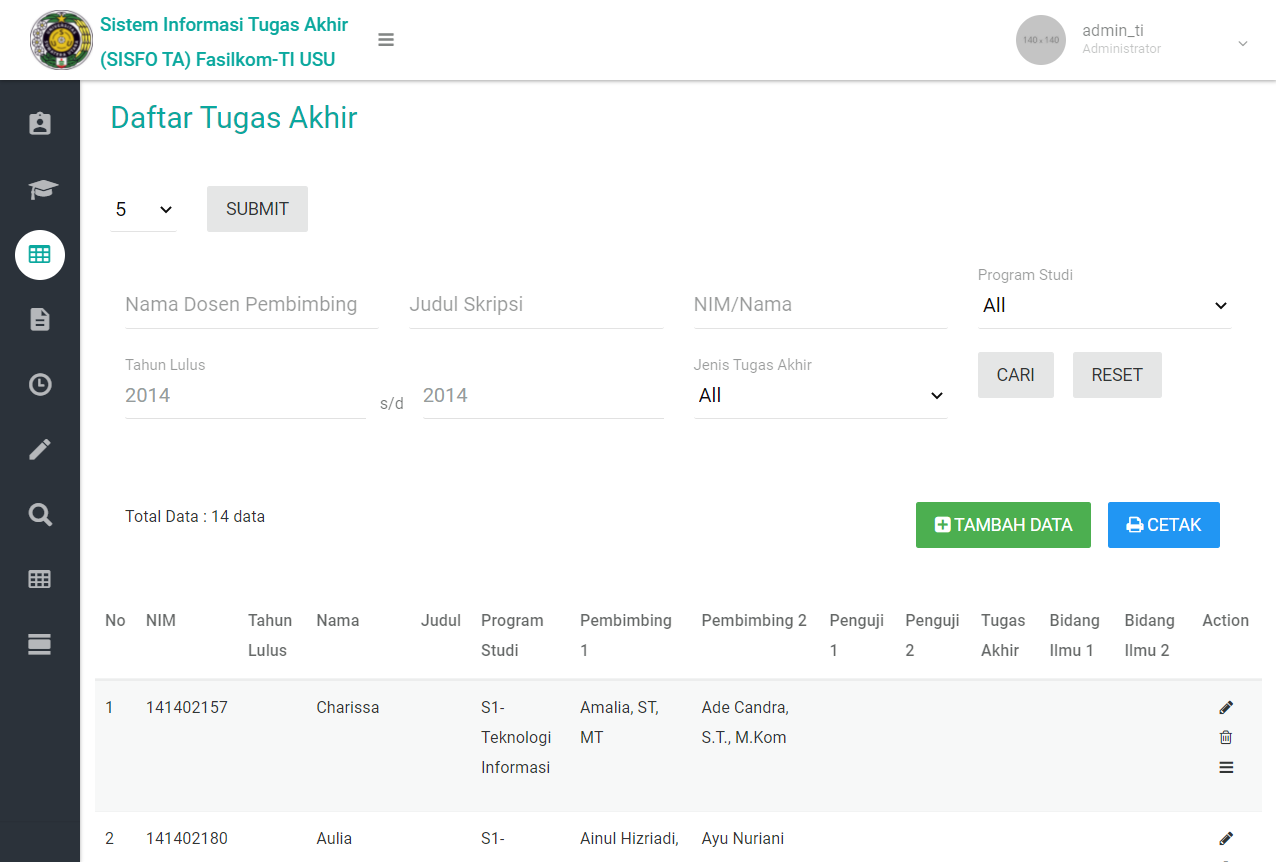 Sistem Informasi Tugas Akhir
(SISFO TA) Fasilkom-TI USU
140 x 140
admin_ti
Administrator
Daftar Tugas Akhir
5
SUBMIT
Program Studi
Nama Dosen Pembimbing
Judul Skripsi
NIM/Nama
All
Tahun Lulus
Jenis Tugas Akhir
2014
s/d
2014
All
CARI
RESET
Total Data : 14 data
TAMBAH DATA
CETAK
No NIM Tahun Nama Judul Program Pembimbing Pembimbing 2 Penguji Penguji Tugas Bidang Bidang Action
Lulus Studi 1 1 2 Akhir Ilmu 1 Ilmu 2
1 141402157 Charissa S1- Amalia, ST, Ade Candra,
Teknologi MT S.T., M.Kom
Informasi
2 141402180 Aulia S1- Ainul Hizriadi, Ayu Nuriani